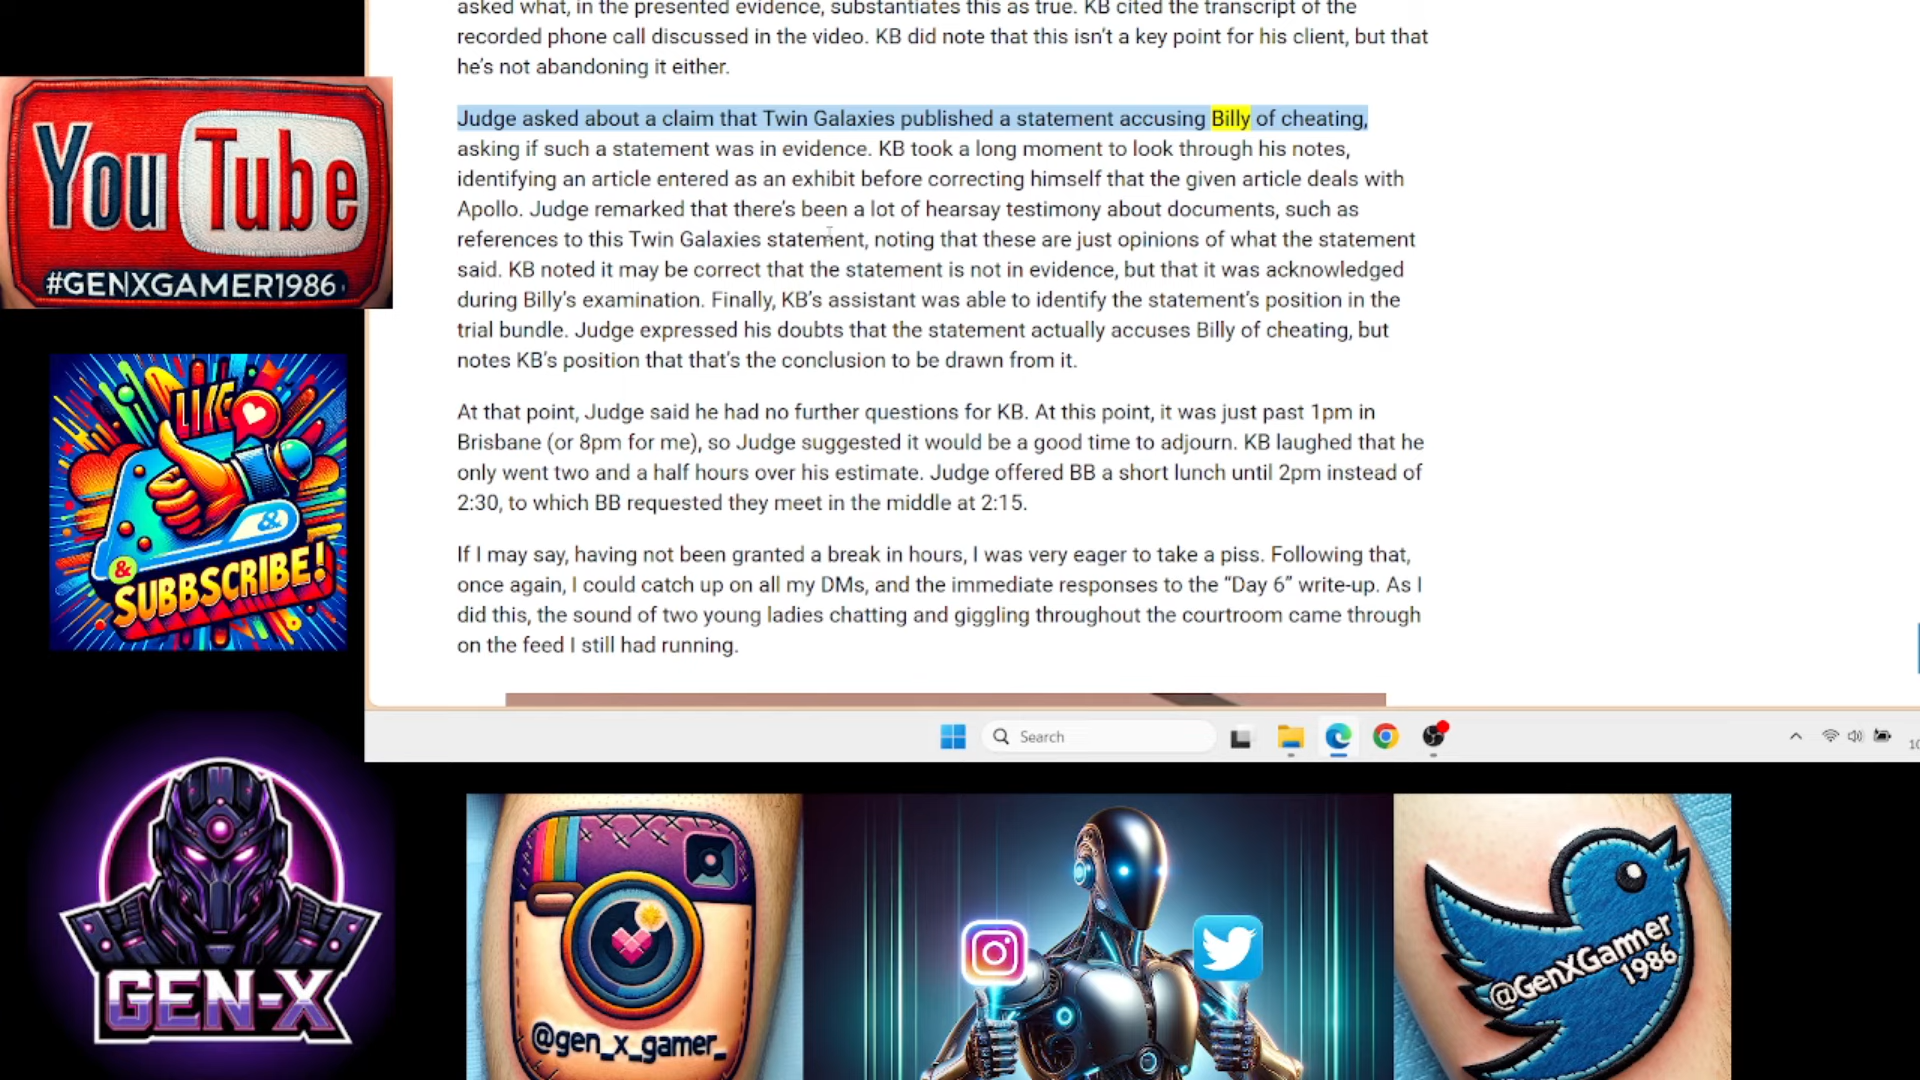 asked what, in the presented evidence, substantiates this as true. KB cited the transcript of the
recorded phone call discussed in the video. KB did note that this isn't a key point for his client, but that
he's not abandoning it either.
Judge asked about a claim that Twin Galaxies published a statement accusing Billy of cheating,
asking if such a statement was in evidence. KB took a long moment to look through his notes,
identifying an article entered as an exhibit before correcting himself that the given article deals with
Apollo. Judge remarked that there's been a lot of hearsay testimony about documents, such as
references to this Twin Galaxies statement, noting that these are just opinions of what the statement
said. KB noted it may be correct that the statement is not in evidence, but that it was acknowledged
during Billy's examination. Finally, KB's assistant was able to identify the statement's position in the
trial bundle. Judge expressed his doubts that the statement actually accuses Billy of cheating, but
notes KB's position that that's the conclusion to be drawn from it.
At that point, Judge said he had no further questions for KB. At this point, it was just past 1pm in
Brisbane (or 8pm for me), so Judge suggested it would be a good time to adjourn. KB laughed that he
only went two and a half hours over his estimate. Judge offered BB a short lunch until 2pm instead of
2:30, to which BB requested they meet in the middle at 2:15.
If I may say, having not been granted a break in hours, I was very eager to take a piss. Following that,
once again, I could catch up on all my DMs, and the immediate responses to the "Day 6" write-up. As I
did this, the sound of two young ladies chatting and giggling throughout the courtroom came through
on the feed I still had running.
YouTube
#GENXGAMER1986
LIKE
&
&
SUBBSCRIBE!
Search
10
GEN-X
@gen_x_gamer_
@GenXGamer
1986